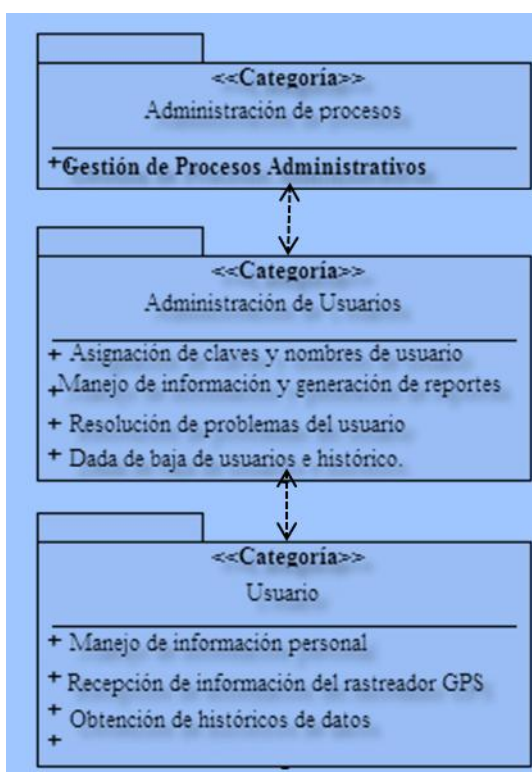 <<Categoría>>
Administración de procesos
+Gestión de Procesos Administrativos
<<Categoría>>
Administración de Usuarios
+ Asignación de claves y nombres de usuario
+Manejo de información y generación de reportes
+ Resolución de problemas del usuario
+ Dada de baja de usuarios e histórico.
<<Categoría>>
Usuario
+ Manejo de información personal
+ Recepción de información del rastreador GPS
+ Obtención de históricos de datos
+